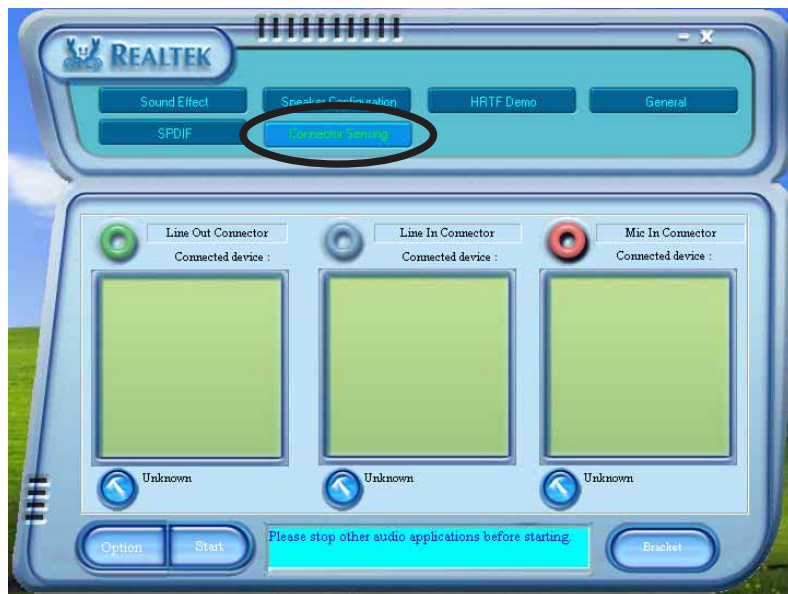 REALTEK
- X
Sound Effect Speaker Configuration HRTF Demo General
SPDIF Connector Sensing
Line Out Connector Line In Connector Mic In Connector
Connected device : Connected device : Connected device :
Unknown Unknown Unknown
Option Start Please stop other audio applications before starting. Bracket